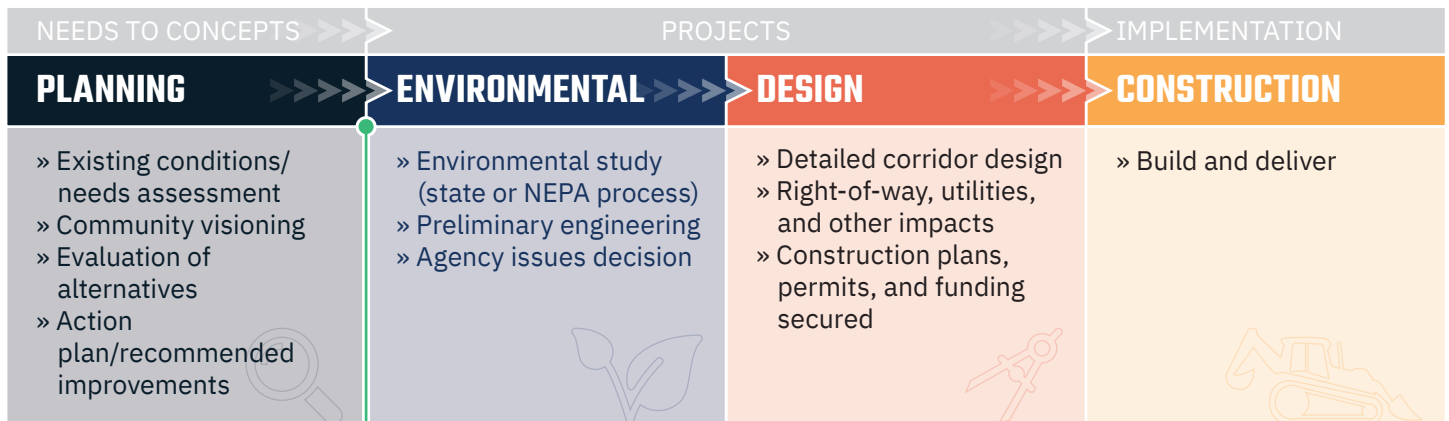 NEEDS TO CONCEPTS
PROJECTS
IMPLEMENTATION
PLANNING
ENVIRONMENTAL
DESIGN
CONSTRUCTION
» Existing conditions/
needs assessment
» Community visioning
» Evaluation of
alternatives
» Action
plan/recommended
improvements
» Environmental study
(state or NEPA process)
» Preliminary engineering
» Agency issues decision
» Detailed corridor design
» Right-of-way, utilities,
and other impacts
» Construction plans,
permits, and funding
secured
» Build and deliver